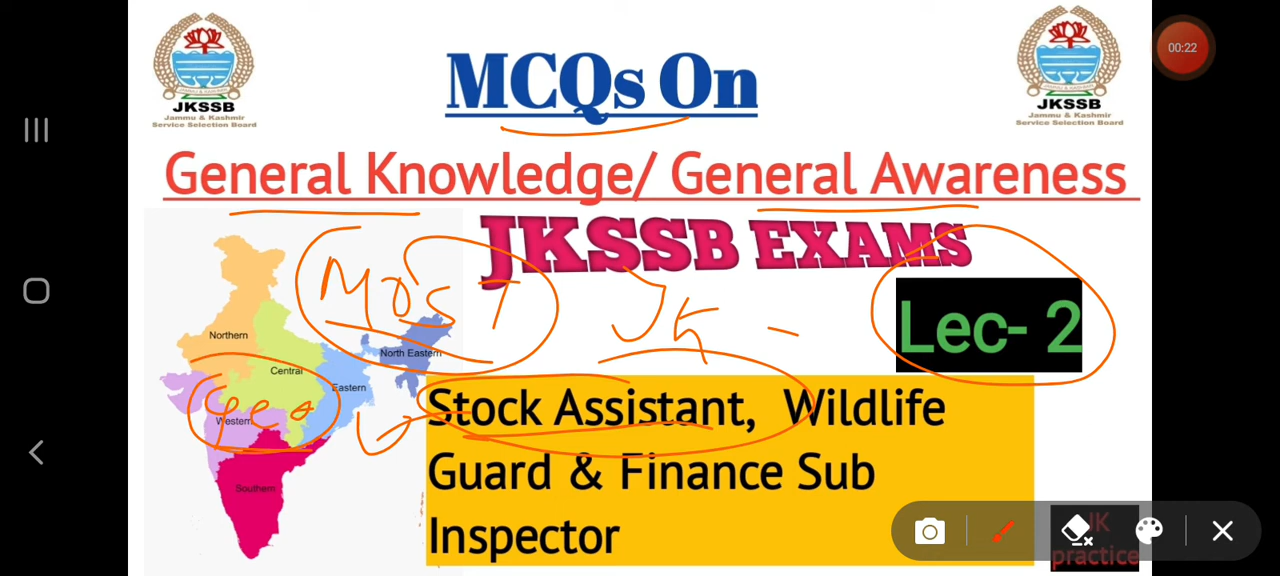 JKSSB
Jammu & Kashmir
Service Selection Board
MCQs On
JKSSB
Jammu & Kashmir
Service Selection Board
00:22
General Knowledge/ General Awareness
JKSSB EXAMS
Most
JK
Lec- 2
Northern
North Eastern
Central
Eastern
Western
Southern
Stock Assistant, Wildlife
Guard & Finance Sub
Inspector
JK
practice